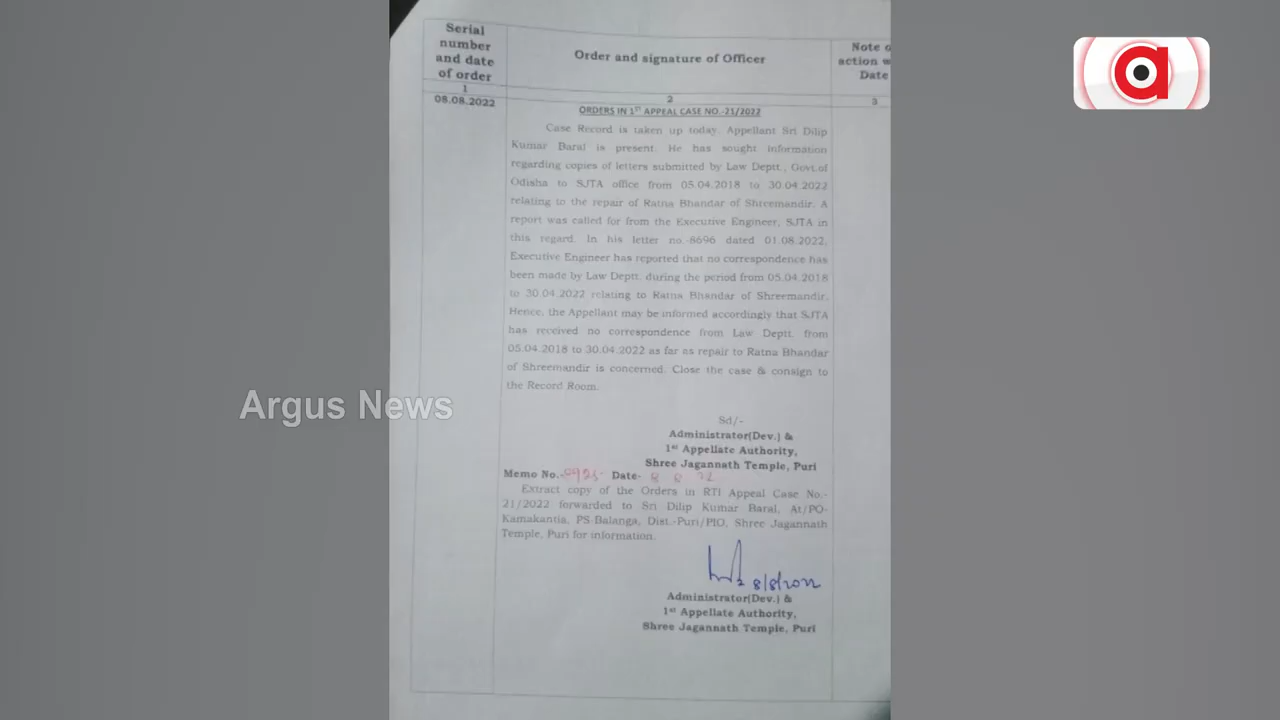 Serial
number
and date
of order
Order and signature of Officer
Note o
action w
Date
1
2
3
08.08.2022
ORDERS IN 1ST APPEAL CASE NO.-21/2022
Case Record is taken up today. Appellant Sri Dilip
Kumar Baral is present. He has sought information
regarding copies of letters submitted by Law Deptt., Govt.of
Odisha to SJTA office from 05.04.2018 to 30.04.2022
relating to the repair of Ratna Bhandar of Shreemandir. A
report was called for from the Executive Engineer, SJTA in
this regard. In his letter no.-8696 dated 01.08.2022,
Executive Engineer has reported that no correspondence has
been made by Law Deptt. during the period from 05.04.2018
to 30.04.2022 relating to Ratna Bhandar of Shreemandir.
Hence, the Appellant may be informed accordingly that SJTA
has received no correspondence from Law Deptt. from
05.04.2018 to 30.04.2022 as far as repair to Ratna Bhandar
of Shreemandir is concerned. Close the case & consign to
the Record Room.
Sd/-
Administrator(Dev.) &
1st Appellate Authority,
Shree Jagannath Temple, Puri
Memo No.- Date- 8 8 22
Extract copy of the Orders in RTI Appeal Case No.-
21/2022 forwarded to Sri Dilip Kumar Baral, At/PO-
Kamakantia, PS-Balanga, Dist.-Puri/PIO, Shree Jagannath
Temple, Puri for information.
8/8/2022
Administrator(Dev.) &
1st Appellate Authority,
Shree Jagannath Temple, Puri
Argus News
a